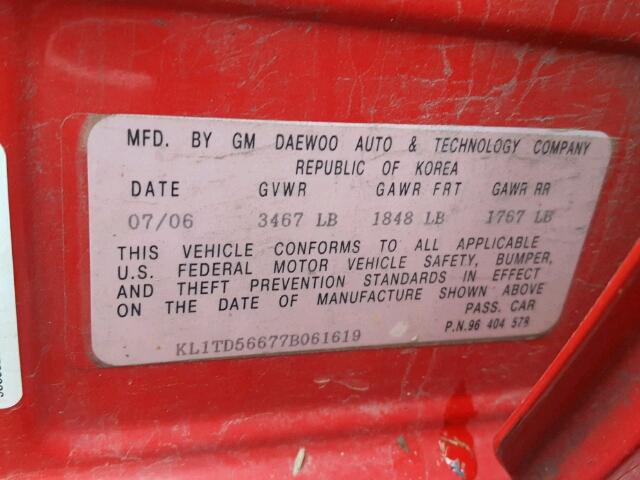 MFD. BY GM DAEWOO AUTO & TECHNOLOGY COMPANY
REPUBLIC OF KOREA
DATE GVWR GAWR FRT GAWR RR
07/06 3467 LB 1848 LB 1767 LB
THIS VEHICLE CONFORMS TO ALL APPLICABLE
U.S. FEDERAL MOTOR VEHICLE SAFETY, BUMPER,
AND THEFT PREVENTION STANDARDS IN EFFECT
ON THE DATE OF MANUFACTURE SHOWN ABOVE
PASS. CAR
P.N.96 404 578
KL1TD56677B061619